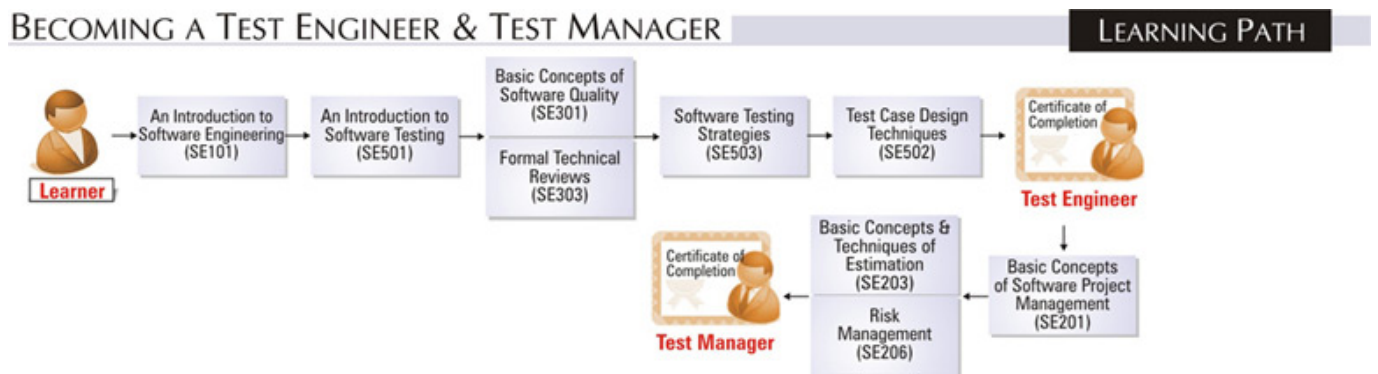 BECOMING A TEST ENGINEER & TEST MANAGER
LEARNING PATH
Learner
An Introduction to
Software Engineering
(SE101)
An Introduction to
Software Testing
(SE501)
Basic Concepts of
Software Quality
(SE301)
Formal Technical
Reviews
(SE303)
Software Testing
Strategies
(SE503)
Test Case Design
Techniques
(SE502)
Certificate of
Completion
Test Engineer
Basic Concepts
of Software Project
Management
(SE201)
Basic Concepts &
Techniques of
Estimation
(SE203)
Risk
Management
(SE206)
Certificate of
Completion
Test Manager